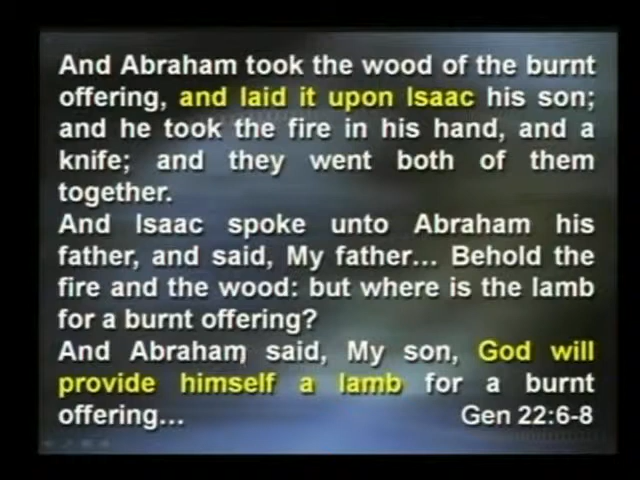 And Abraham took the wood of the burnt
offering, and laid it upon Isaac his son;
and he took the fire in his hand, and a
knife; and they went both of them
together.
And Isaac spoke unto Abraham his
father, and said, My father... Behold the
fire and the wood: but where is the lamb
for a burnt offering?
And Abraham said, My son, God will
provide himself a lamb for a burnt
offering... Gen 22:6-8